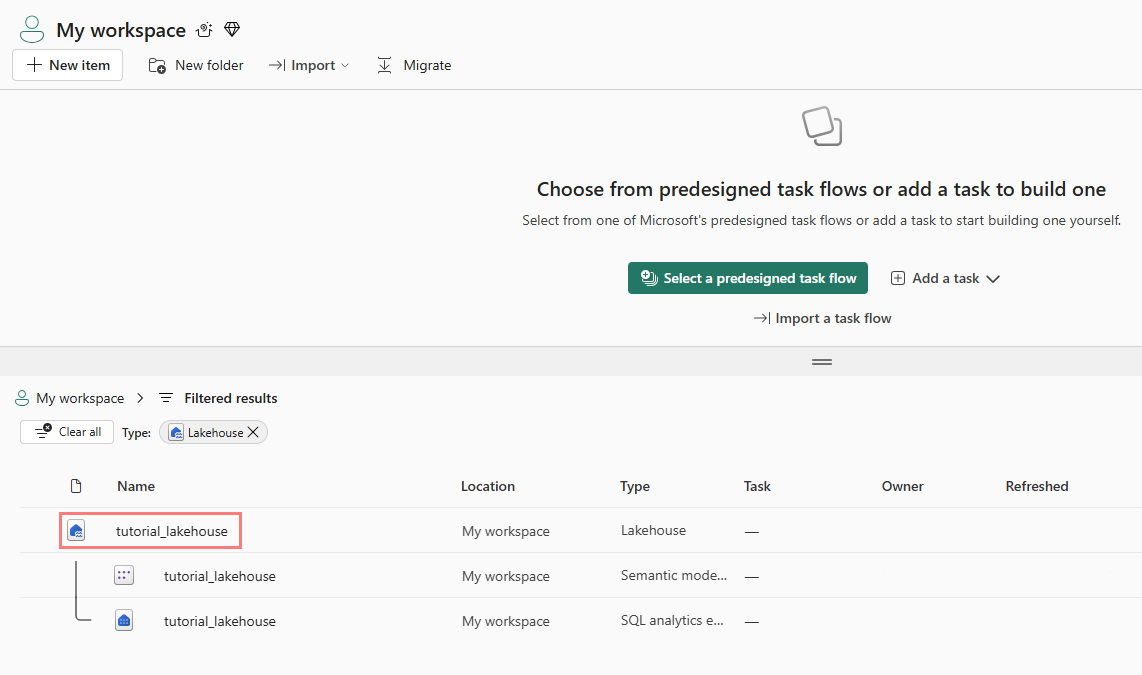 My workspace
New item New folder Import Migrate
Choose from predesigned task flows or add a task to build one
Select from one of Microsoft's predesigned task flows or add a task to start building one yourself.
Select a predesigned task flow Add a task
Import a task flow
My workspace Filtered results
Clear all Type: Lakehouse
Name Location Type Task Owner Refreshed
tutorial_lakehouse My workspace Lakehouse —
tutorial_lakehouse My workspace Semantic mode... —
tutorial_lakehouse My workspace SQL analytics e... —